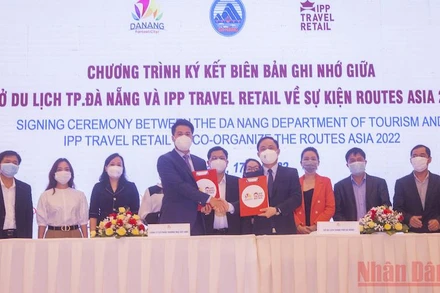 DANANG
FantastiCity
IPP
TRAVEL
RETAIL
CHƯƠNG TRÌNH KÝ KẾT BIÊN BẢN GHI NHỚ GIỮA
Ở DU LỊCH TP.ĐÀ NẴNG VÀ IPP TRAVEL RETAIL VỀ SỰ KIỆN ROUTES ASIA 2
SIGNING CEREMONY BETWEEN THE DA NANG DEPARTMENT OF TOURISM AND
IPP TRAVEL RETAIL CO-ORGANIZE THE ROUTES ASIA 2022
17
Nhân Dân